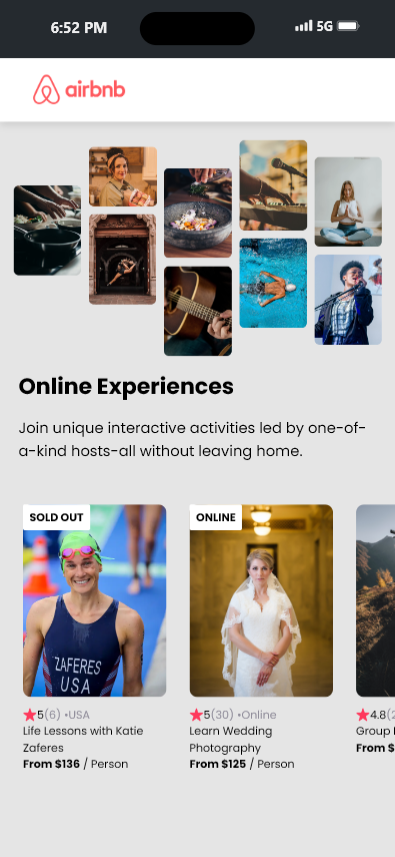 6:52 PM
5G
airbnb
Online Experiences
Join unique interactive activities led by one-of-
a-kind hosts-all without leaving home.
SOLD OUT
ZAFERES
USA
5(6) •USA
Life Lessons with Katie
Zaferes
From $136 / Person
ONLINE
5(30) •Online
Learn Wedding
Photography
From $125 / Person
4.8(2
Group
From $